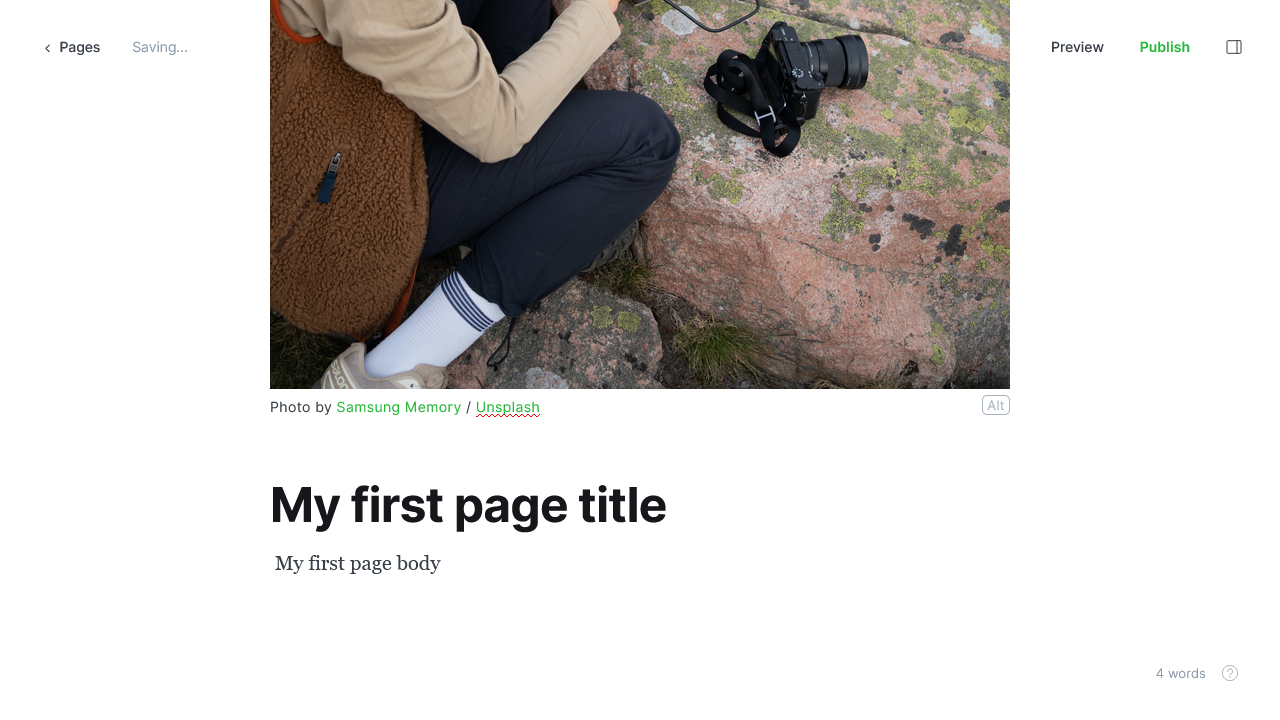 Pages Saving... Preview Publish
Photo by Samsung Memory / Unsplash Alt
My first page title
My first page body
4 words